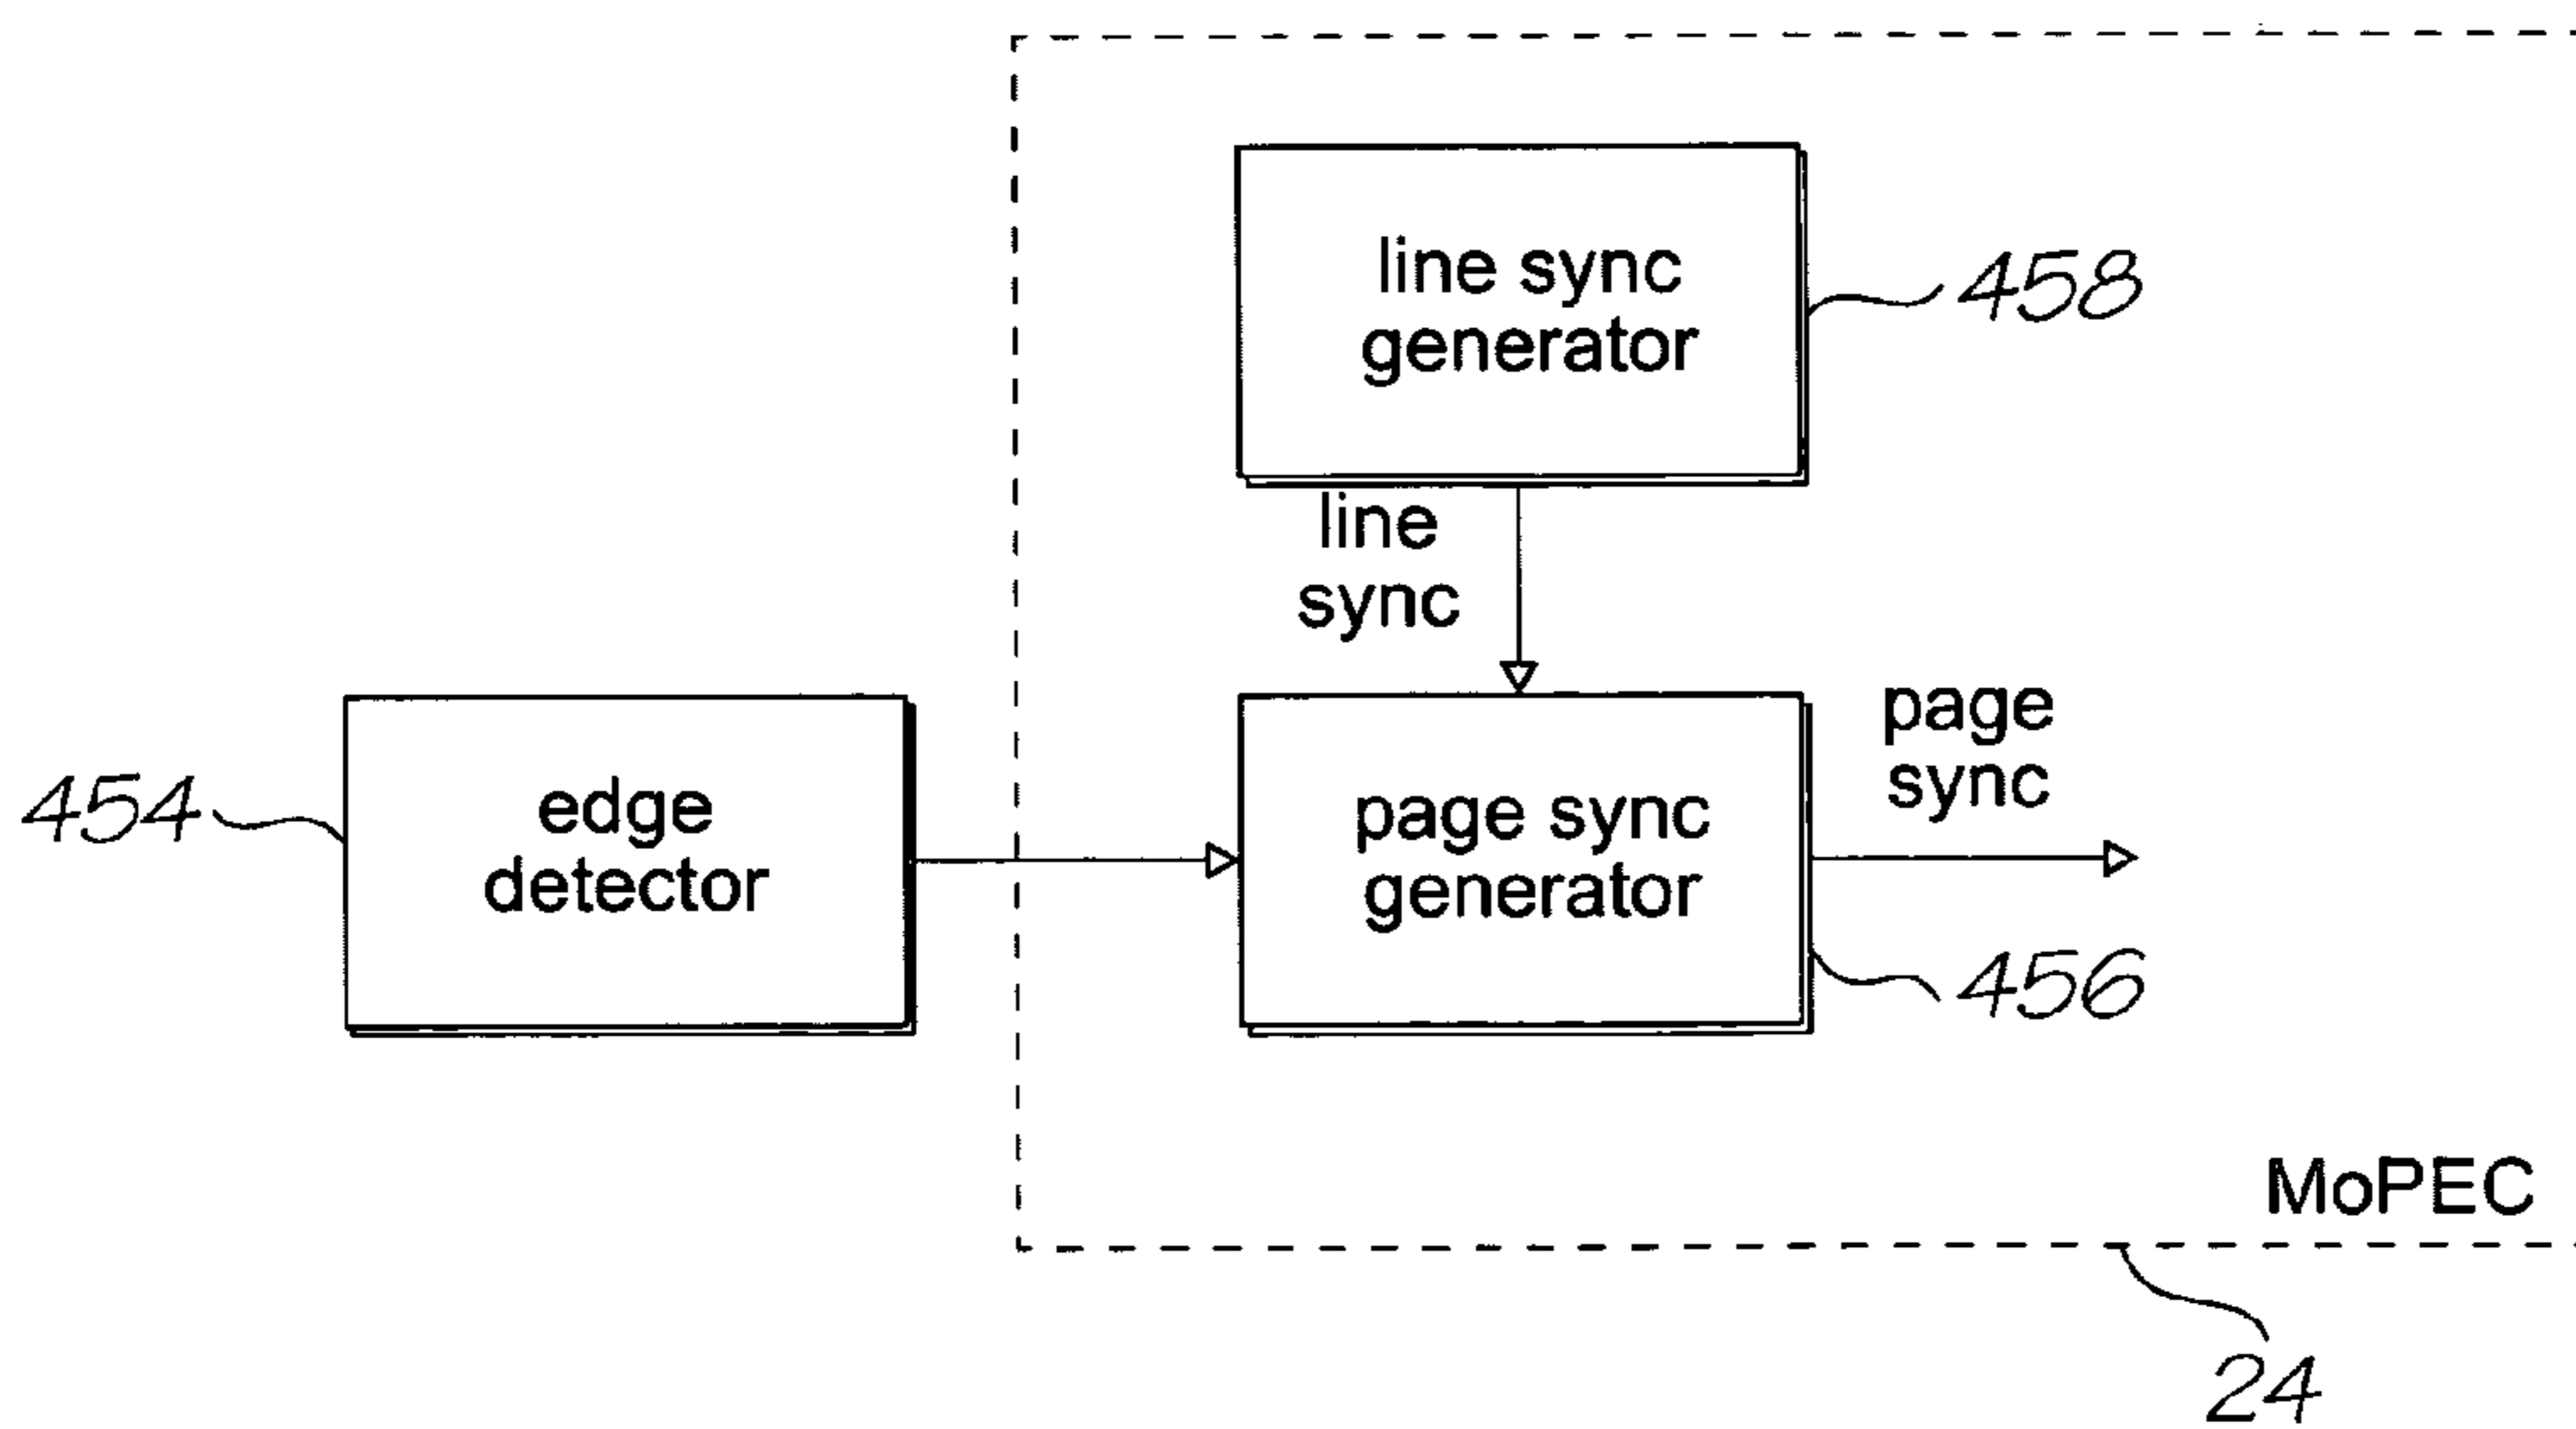 line sync
generator
458
line
sync
page
sync
454
edge
detector
page sync
generator
456
MoPEC
24